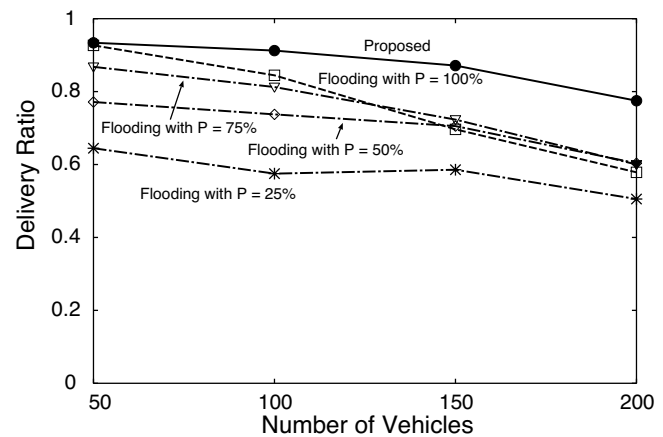 1
0.8
0.6
0.4
0.2
0
Delivery Ratio
Proposed
Flooding with P = 100%
Flooding with P = 75%
Flooding with P = 50%
Flooding with P = 25%
50
100
150
200
Number of Vehicles